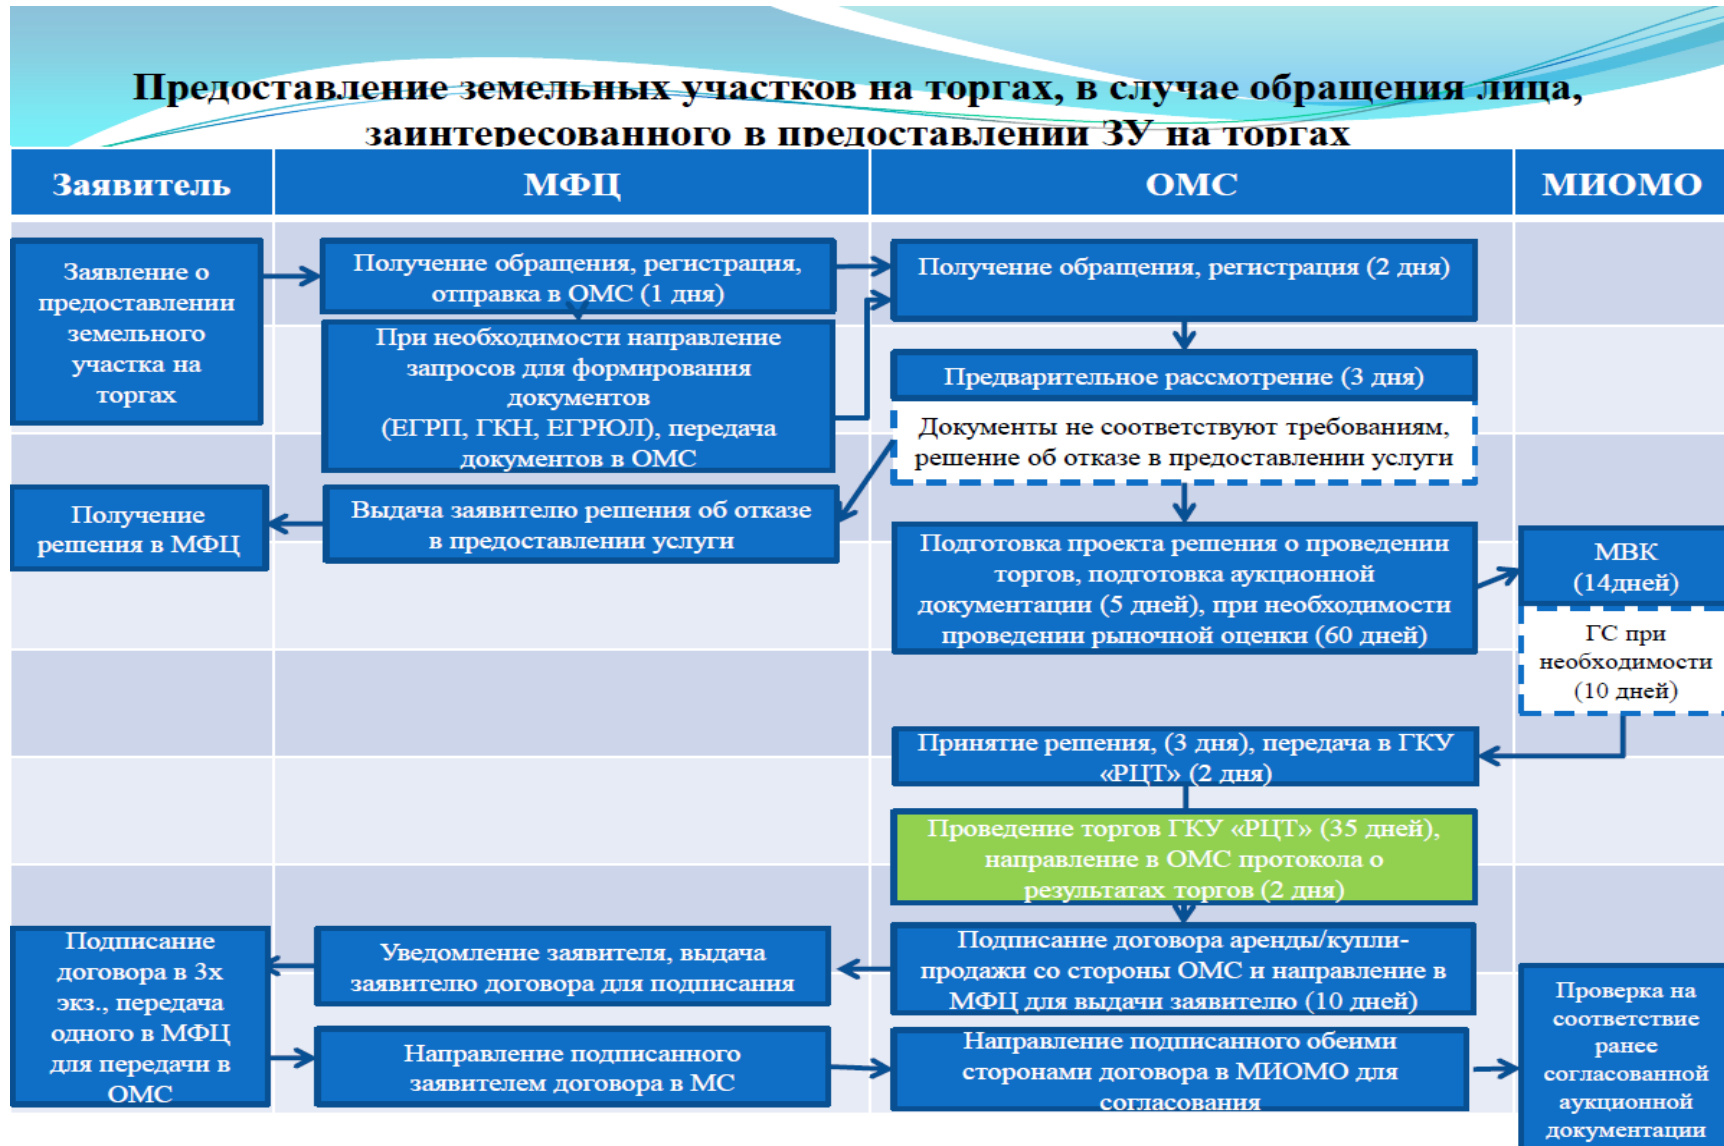 Предоставление земельных участков на торгах, в случае обращения лица,
заинтересованного в предоставлении ЗУ на торгах
Заявитель
МФЦ
ОМС
МИОМО
Заявление о
предоставлении
земельного
участка на
торгах
Получение обращения, регистрация,
отправка в ОМС (1 дня)
Получение обращения, регистрация (2 дня)
При необходимости направление
запросов для формирования
документов
(ЕГРП, ГКН, ЕГРЮЛ), передача
документов в ОМС
Предварительное рассмотрение (3 дня)
Документы не соответствуют требованиям,
решение об отказе в предоставлении услуги
Получение
решения в МФЦ
Выдача заявителю решения об отказе
в предоставлении услуги
Подготовка проекта решения о проведении
торгов, подготовка аукционной
документации (5 дней), при необходимости
проведении рыночной оценки (60 дней)
МВК
(14дней)
ГС при
необходимости
(10 дней)
Принятие решения, (3 дня), передача в ГКУ
«РЦТ» (2 дня)
Проведение торгов ГКУ «РЦТ» (35 дней),
направление в ОМС протокола о
результатах торгов (2 дня)
Подписание
договора в 3х
экз., передача
одного в МФЦ
для передачи в
ОМС
Уведомление заявителя, выдача
заявителю договора для подписания
Подписание договора аренды/купли-
продажи со стороны ОМС и направление в
МФЦ для выдачи заявителю (10 дней)
Направление подписанного
заявителем договора в МС
Направление подписанного обеими
сторонами договора в МИОМО для
согласования
Проверка на
соответствие
ранее
согласованной
аукционной
документации